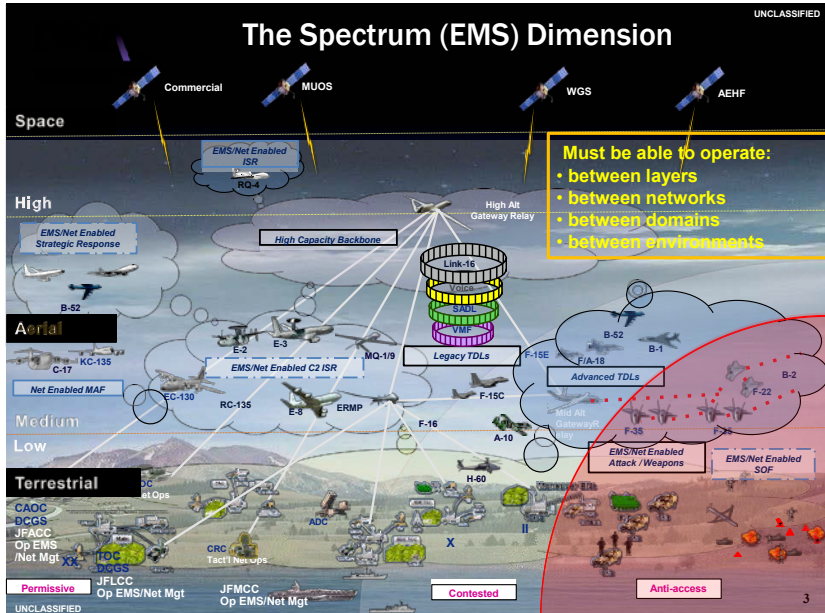 UNCLASSIFIED
The Spectrum (EMS) Dimension
Commercial
MUOS
WGS
AEHF
Space
EMS/Net Enabled
ISR
RQ-4
Must be able to operate:
• between layers
• between networks
• between domains
• between environments
High
High Alt
Gateway Relay
EMS/Net Enabled
Strategic Response
High Capacity Backbone
B-52
Link-16
Voice
SADL
VMF
Legacy TDLs
Aerial
C-17
KC-135
Net Enabled MAF
E-2
E-3
MQ-1/9
EMS/Net Enabled C2 ISR
EC-130
RC-135
E-8
ERMP
F-15E
F-15C
F-16
A-10
H-60
B-52
B-1
F/A-18
Advanced TDLs
B-2
F-22
F-35
F-35
Mid Alt
GatewayR
elay
Medium
Low
EMS/Net Enabled
Attack / Weapons
EMS/Net Enabled
SOF
Terrestrial
CAOC
DCGS
JFACC
Op EMS
/Net Mgt
XX
TOC
DCGS
CRC
Tact'l Net Ops
ADC
X
II
Permissive
JFLCC
Op EMS/Net Mgt
JFMCC
Op EMS/Net Mgt
Contested
Anti-access
3
UNCLASSIFIED